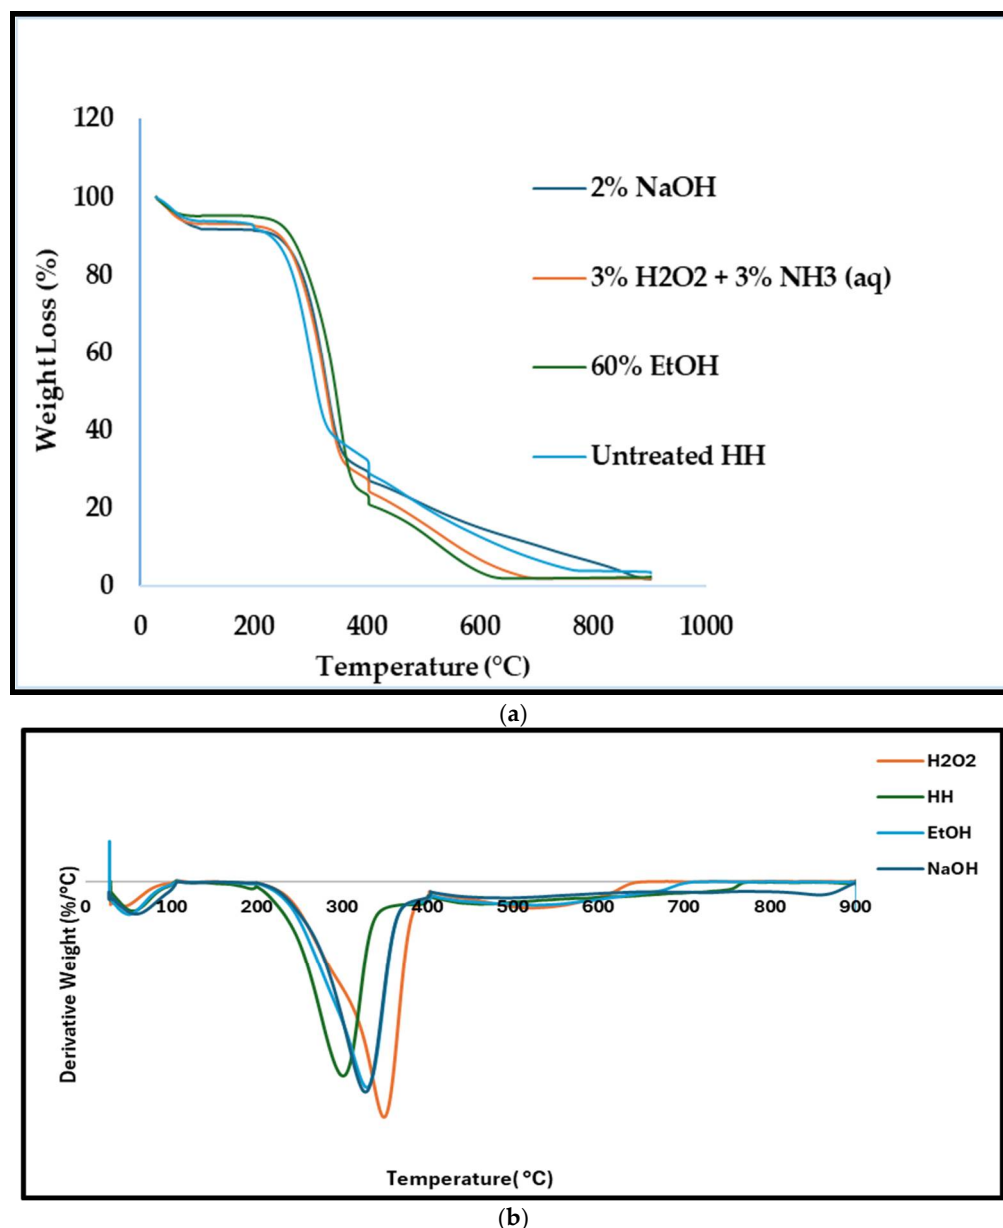 120
100
80
60
40
20
0
Weight Loss (%)
2% NaOH
3% H2O2 + 3% NH3 (aq)
60% EtOH
Untreated HH
0 200 400 600 800 1000
Temperature (°C)
(a)
H2O2
HH
EtOH
NaOH
Derivative Weight (%/°C)
0 100 200 300 400 500 600 700 800 900
Temperature( °C)
(b)